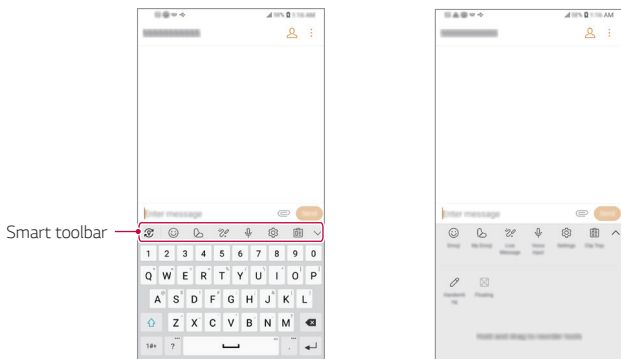 Smart toolbar
Enter message
Send
1 2 3 4 5 6 7 8 9 0
Q W E R T Y U I O P
A S D F G H J K L
Z X C V B N M
1#+ ? .
AM
Enter message
Send
Emoji My Emoji Live Message Voice input Settings Clip Tray
Handwriting Floating
Hold and drag to reorder tools